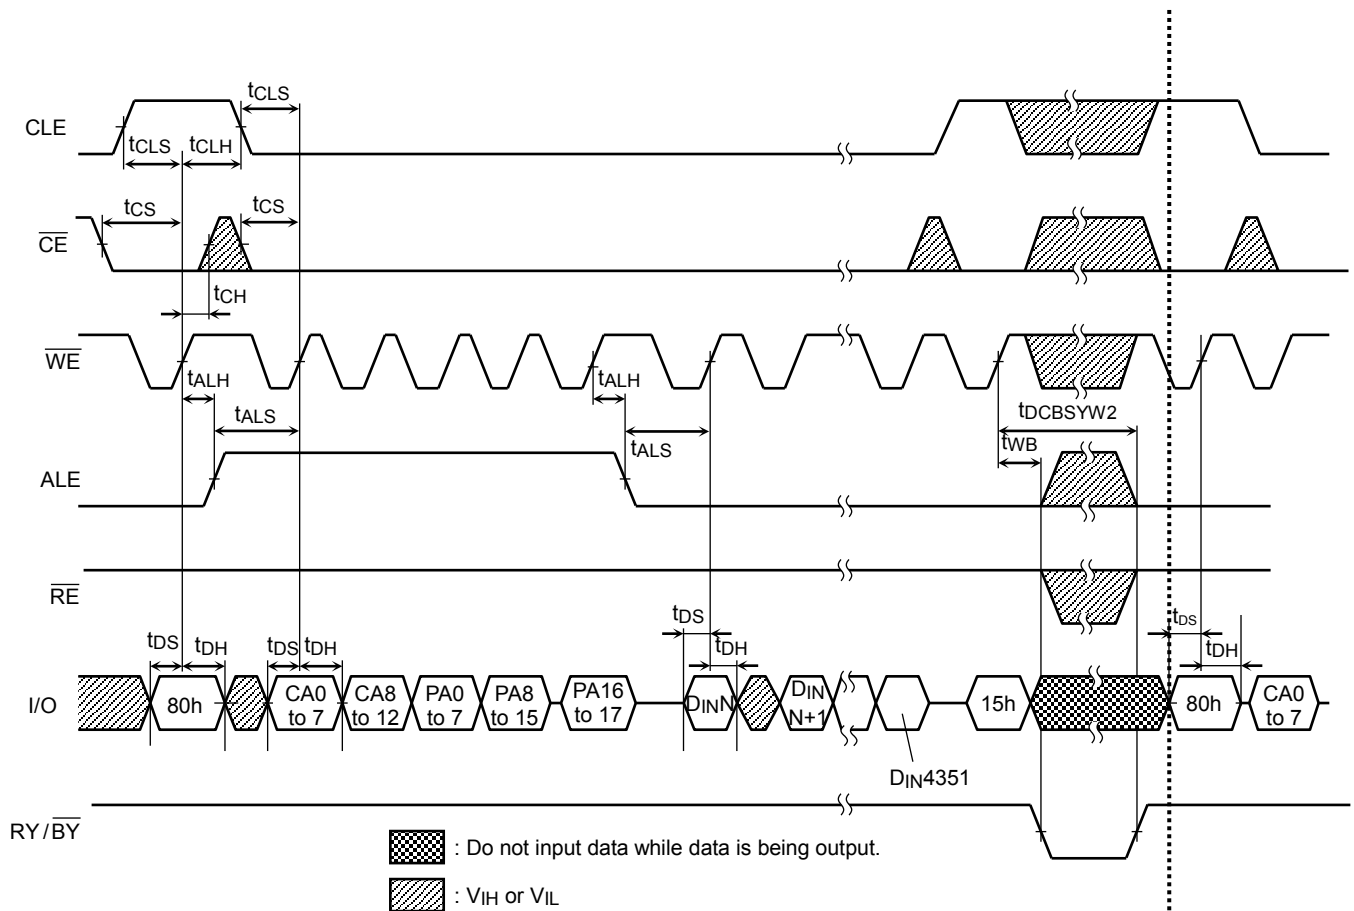 tCLS
CLE
tCLS
tCLH
tCS
tCS
CE
tCH
WE
tALH
tALH
tDCBSYW2
tALS
tALS
tWB
ALE
RE
tDS
tDS
tDS
tDH
tDS
tDH
tDH
tDH
I/O
80h
CA0
to 7
CA8
to 12
PA0
to 7
PA8
to 15
PA16
to 17
DINN
DIN
N+1
15h
80h
CA0
to 7
DIN4351
RY/BY
: Do not input data while data is being output.
: VIH or VIL